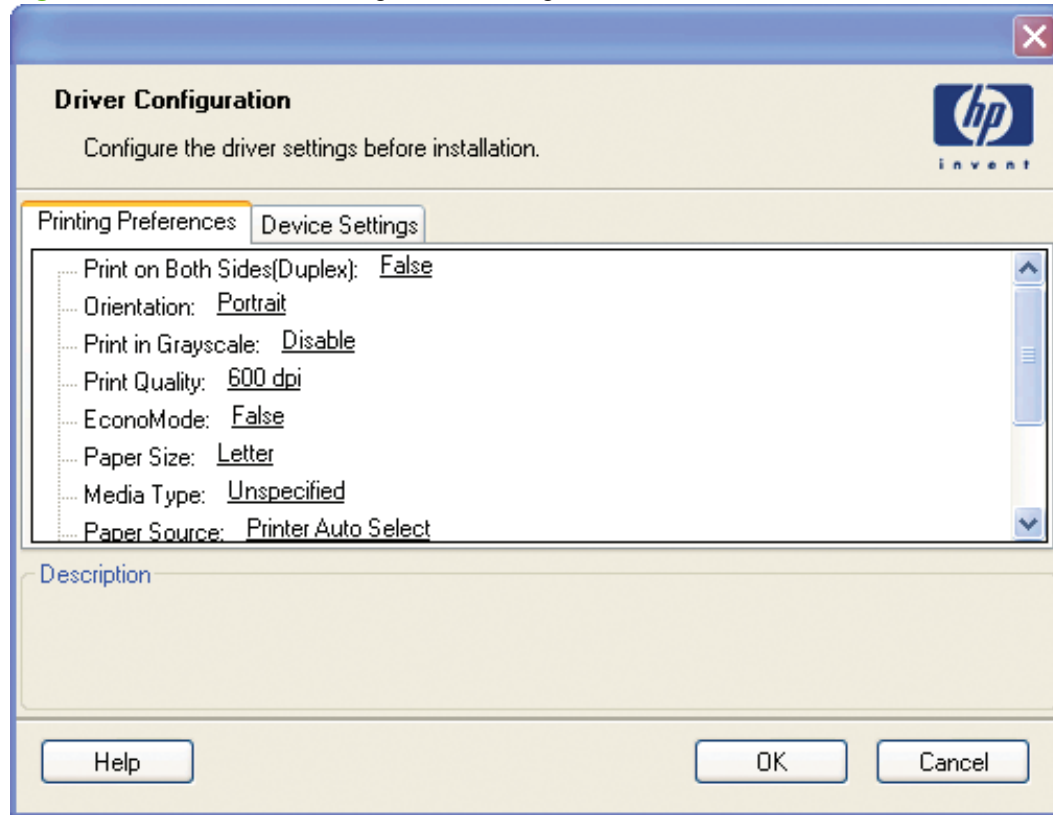 Driver Configuration
Configure the driver settings before installation.
hp
invent
Printing Preferences Device Settings
Print on Both Sides(Duplex): False
Orientation: Portrait
Print in Grayscale: Disable
Print Quality: 600 dpi
EconoMode: False
Paper Size: Letter
Media Type: Unspecified
Paper Source: Printer Auto Select
Description
Help OK Cancel